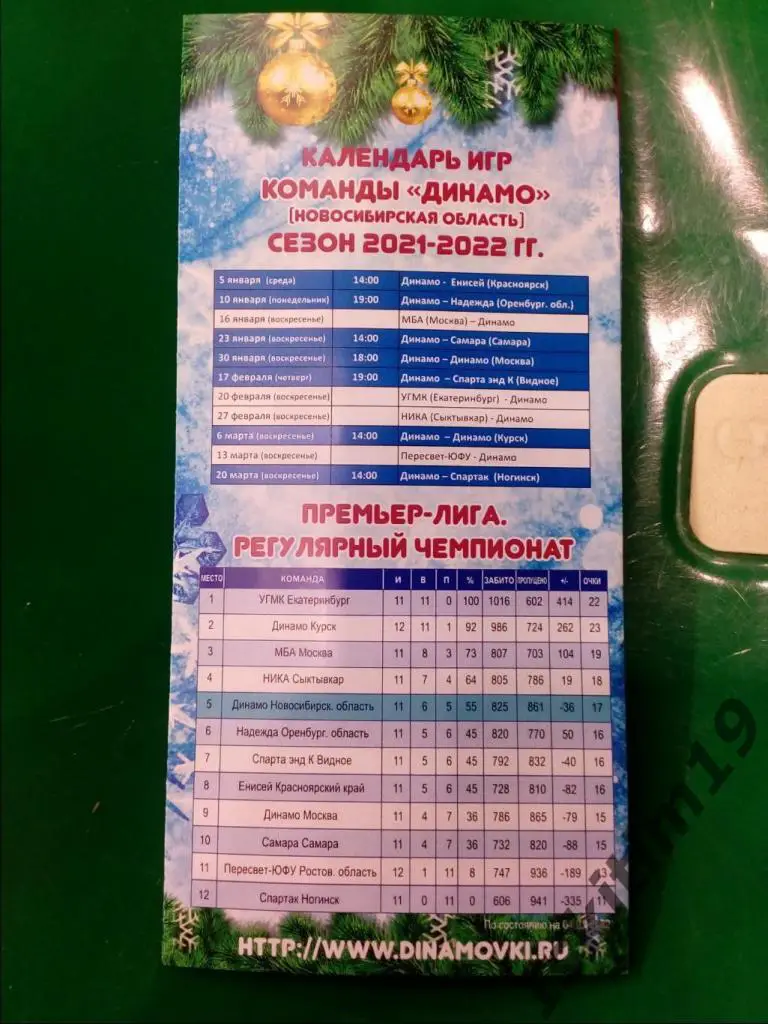 КАЛЕНДАРЬ ИГР
КОМАНДЫ «ДИНАМО»
(НОВОСИБИРСКАЯ ОБЛАСТЬ)
СЕЗОН 2021-2022 ГГ.
5 января (среда) 14:00 Динамо - Енисей (Красноярск)
10 января (понедельник) 19:00 Динамо – Надежда (Оренбург. обл.)
16 января (воскресенье) МБА (Москва) – Динамо
23 января (воскресенье) 14:00 Динамо – Самара (Самара)
30 января (воскресенье) 18:00 Динамо – Динамо (Москва)
17 февраля (четверг) 19:00 Динамо – Спарта энд К (Видное)
20 февраля (воскресенье) УГМК (Екатеринбург) - Динамо
27 февраля (воскресенье) НИКА (Сыктывкар) - Динамо
6 марта (воскресенье) 14:00 Динамо – Динамо (Курск)
13 марта (воскресенье) Пересвет-ЮФУ - Динамо
20 марта (воскресенье) 14:00 Динамо – Спартак (Ногинск)
ПРЕМЬЕР-ЛИГА.
РЕГУЛЯРНЫЙ ЧЕМПИОНАТ
МЕСТО КОМАНДА И В П % ЗАБИТО ПРОПУЩЕНО +/- ОЧКИ
1 УГМК Екатеринбург 11 11 0 100 1016 602 414 22
2 Динамо Курск 12 11 1 92 986 724 262 23
3 МБА Москва 11 8 3 73 807 703 104 19
4 НИКА Сыктывкар 11 7 4 64 805 786 19 18
5 Динамо Новосибирск. область 11 6 5 55 825 861 -36 17
6 Надежда Оренбург. область 11 5 6 45 820 770 50 16
7 Спарта энд К Видное 11 5 6 45 792 832 -40 16
8 Енисей Красноярский край 11 5 6 45 728 810 -82 16
9 Динамо Москва 11 4 7 36 786 865 -79 15
10 Самара Самара 11 4 7 36 732 820 -88 15
11 Пересвет-ЮФУ Ростов. область 12 1 11 8 747 936 -189 13
12 Спартак Ногинск 11 0 11 0 606 941 -335 11
По состоянию на
HTTP://WWW.DINAMOVKI.RU